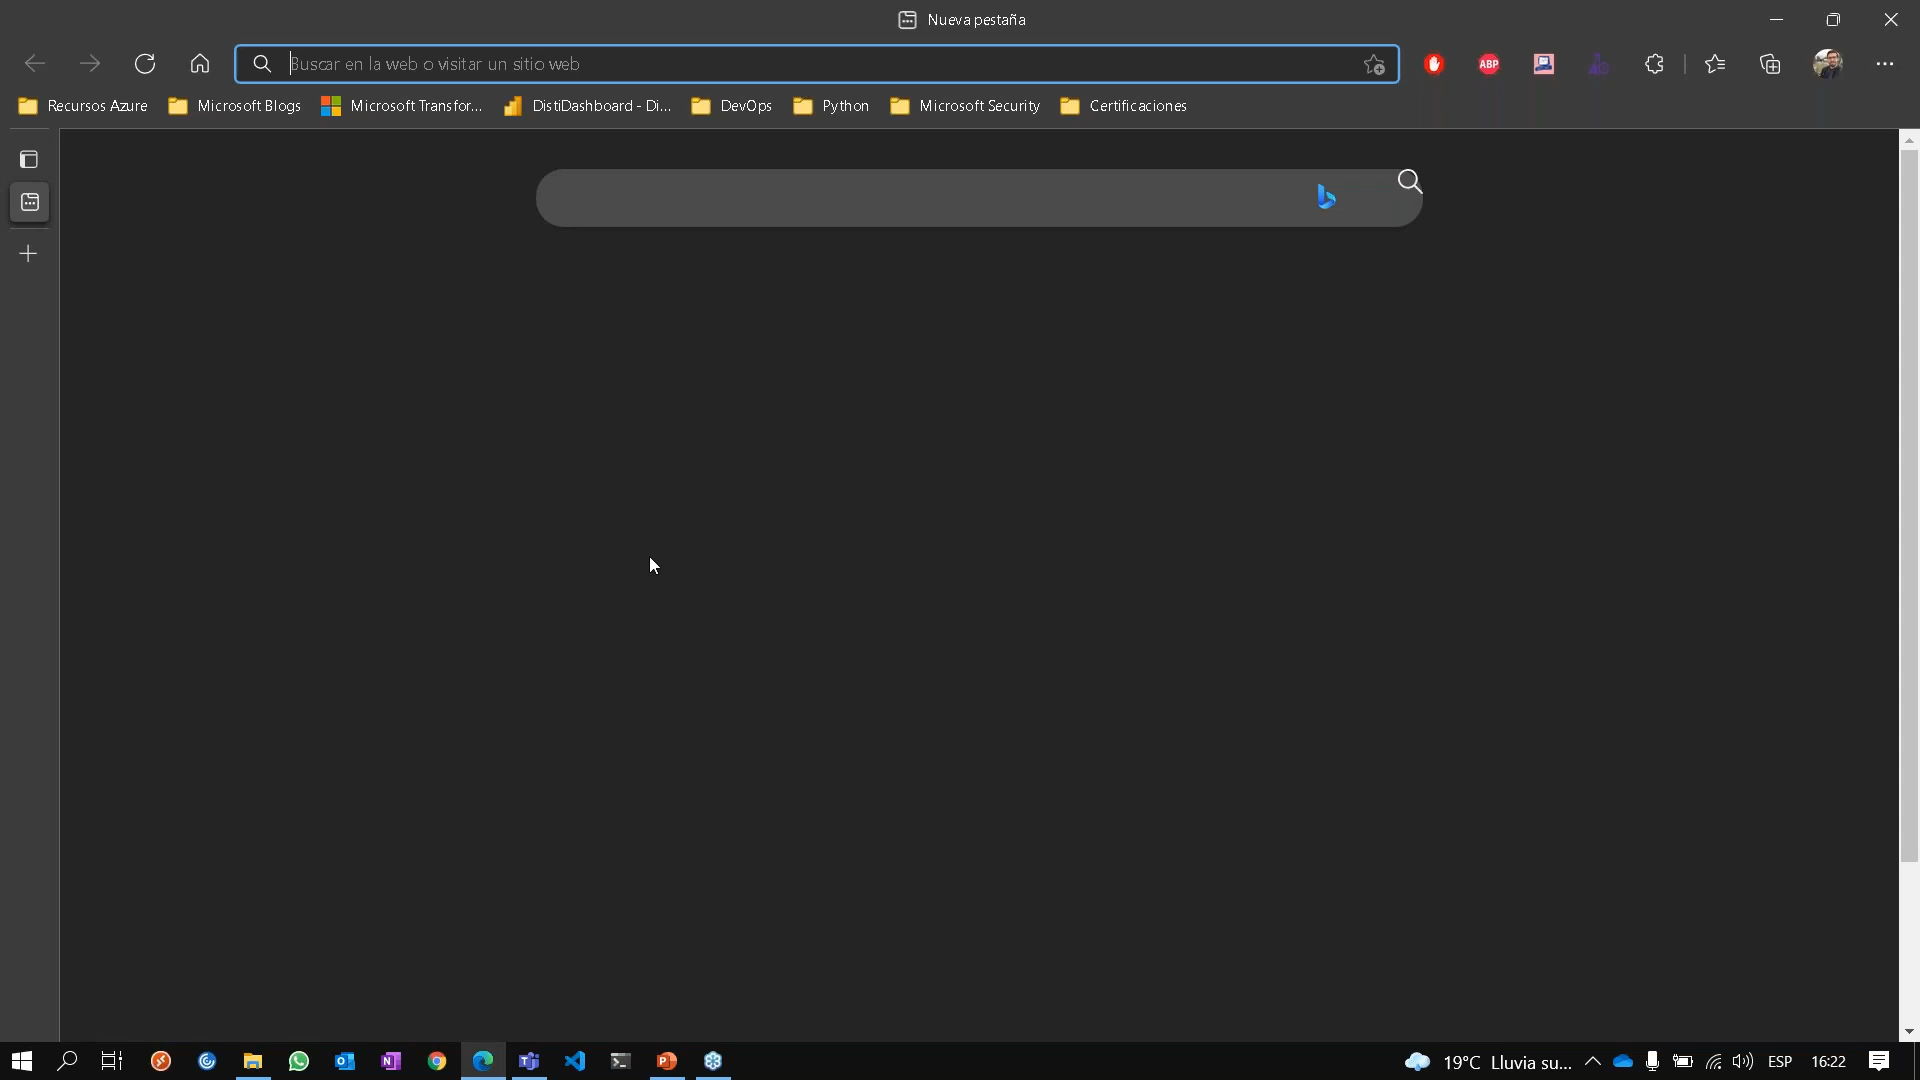 Nueva pestaña
Buscar en la web o visitar un sitio web
ABP
Recursos Azure
Microsoft Blogs
Microsoft Transfor...
DistiDashboard - Di...
DevOps
Python
Microsoft Security
Certificaciones
19°C Lluvia su...
ESP
16:22